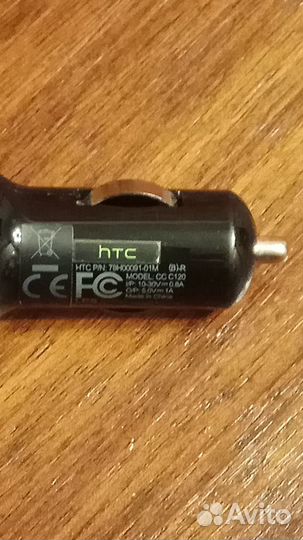 hTC
HTC P/N: 79H00091-01M (B)-R
MODEL: CC C120
I/P: 10-30V⎓0.8A
O/P: 5.0V⎓1A
Made in China
CE FC
Avito